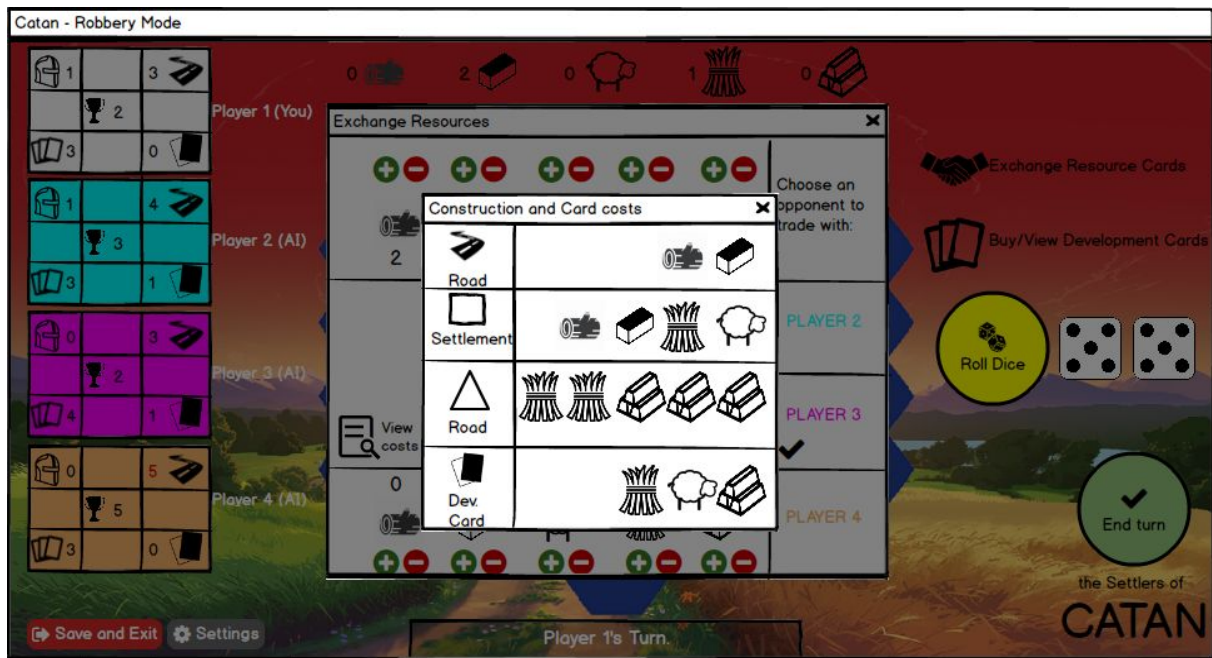 Catan - Robbery Mode
1 3
2
3 0
Player 1 (You)
1 4
3
3 1
Player 2 (AI)
0 3
2
4 1
Player 3 (AI)
0 5
5
3 0
Player 4 (AI)
0 2 0 1 0
Exchange Resources
2
View
costs
0
Choose an
opponent to
trade with:
PLAYER 2
PLAYER 3
PLAYER 4
Construction and Card costs
Road
Settlement
Road
Dev.
Card
Exchange Resource Cards
Buy/View Development Cards
Roll Dice
End turn
the Settlers of
CATAN
Save and Exit
Settings
Player 1's Turn.